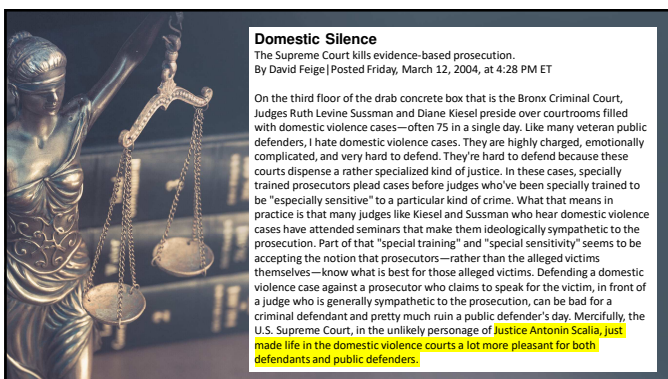 Domestic Silence
The Supreme Court kills evidence-based prosecution.
By David Feige|Posted Friday, March 12, 2004, at 4:28 PM ET
On the third floor of the drab concrete box that is the Bronx Criminal Court,
Judges Ruth Levine Sussman and Diane Kiesel preside over courtrooms filled
with domestic violence cases—often 75 in a single day. Like many veteran public
defenders, I hate domestic violence cases. They are highly charged, emotionally
complicated, and very hard to defend. They're hard to defend because these
courts dispense a rather specialized kind of justice. In these cases, specially
trained prosecutors plead cases before judges who've been specially trained to
be "especially sensitive" to a particular kind of crime. What that means in
practice is that many judges like Kiesel and Sussman who hear domestic violence
cases have attended seminars that make them ideologically sympathetic to the
prosecution. Part of that "special training" and "special sensitivity" seems to be
accepting the notion that prosecutors—rather than the alleged victims
themselves—know what is best for those alleged victims. Defending a domestic
violence case against a prosecutor who claims to speak for the victim, in front of
a judge who is generally sympathetic to the prosecution, can be bad for a
criminal defendant and pretty much ruin a public defender's day. Mercifully, the
U.S. Supreme Court, in the unlikely personage of Justice Antonin Scalia, just
made life in the domestic violence courts a lot more pleasant for both
defendants and public defenders.